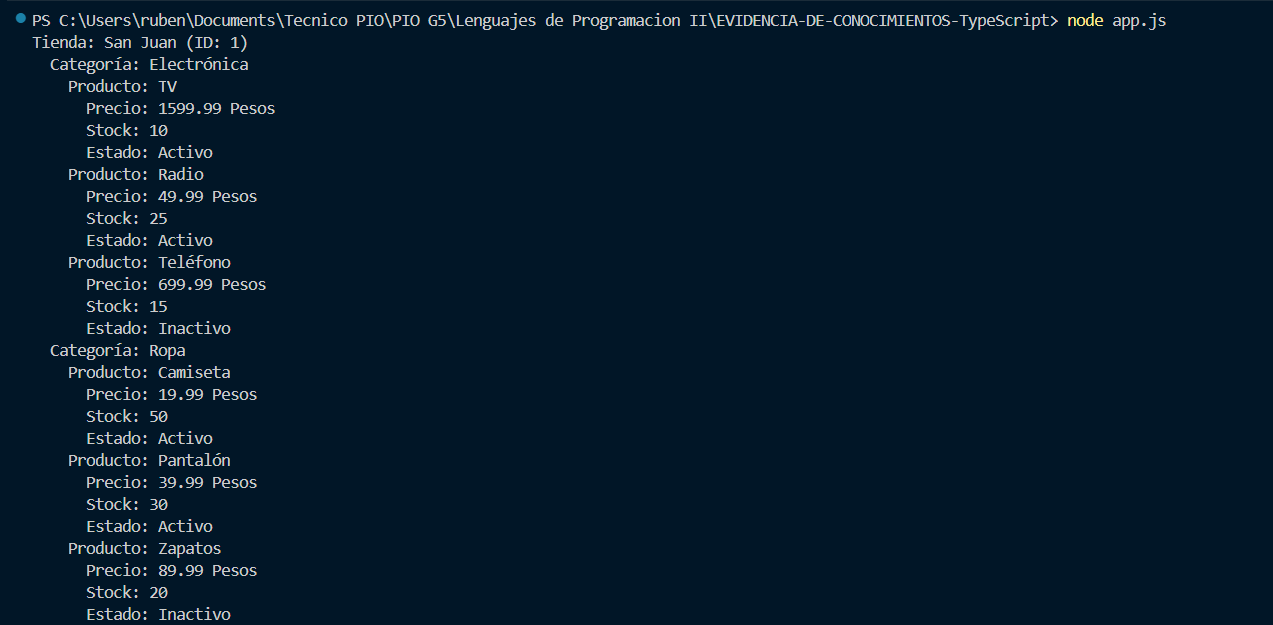 PS C:\Users\ruben\Documents\Tecnico PIO\PIO G5\Lenguajes de Programacion II\EVIDENCIA-DE-CONOCIMIENTOS-TypeScript> node app.js
Tienda: San Juan (ID: 1)
  Categoría: Electrónica
    Producto: TV
      Precio: 1599.99 Pesos
      Stock: 10
      Estado: Activo
    Producto: Radio
      Precio: 49.99 Pesos
      Stock: 25
      Estado: Activo
    Producto: Teléfono
      Precio: 699.99 Pesos
      Stock: 15
      Estado: Inactivo
  Categoría: Ropa
    Producto: Camiseta
      Precio: 19.99 Pesos
      Stock: 50
      Estado: Activo
    Producto: Pantalón
      Precio: 39.99 Pesos
      Stock: 30
      Estado: Activo
    Producto: Zapatos
      Precio: 89.99 Pesos
      Stock: 20
      Estado: Inactivo